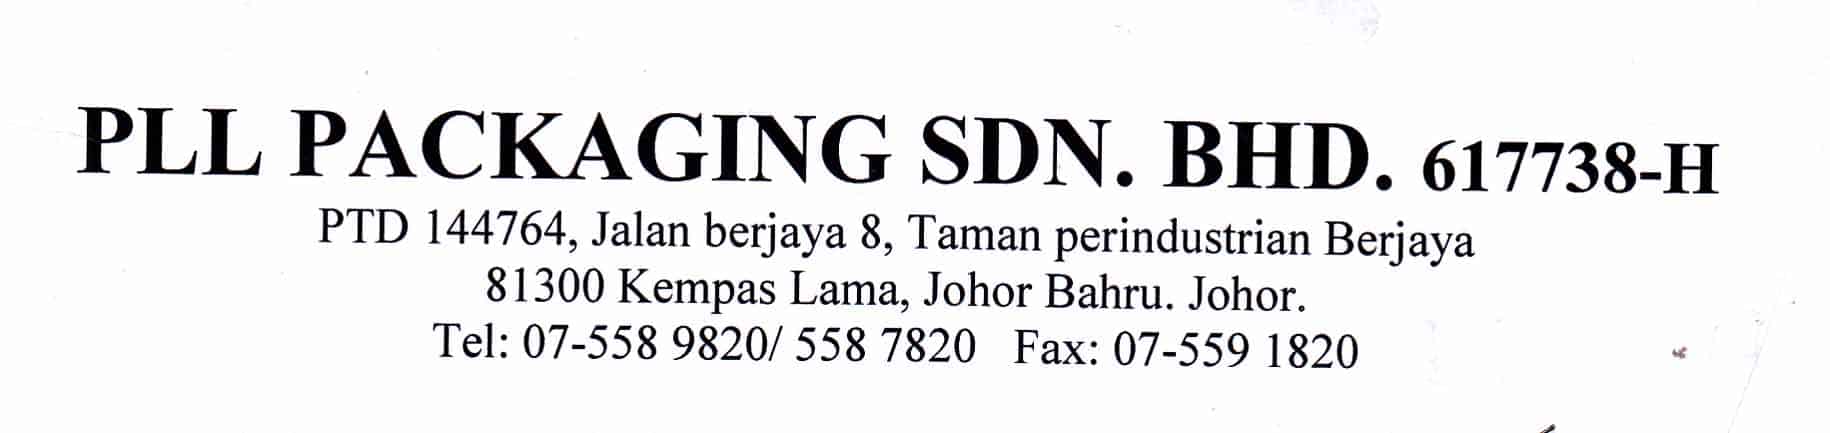 PLL PACKAGING SDN. BHD. 617738-H
PTD 144764, Jalan berjaya 8, Taman perindustrian Berjaya
81300 Kempas Lama, Johor Bahru. Johor.
Tel: 07-558 9820/ 558 7820 Fax: 07-559 1820